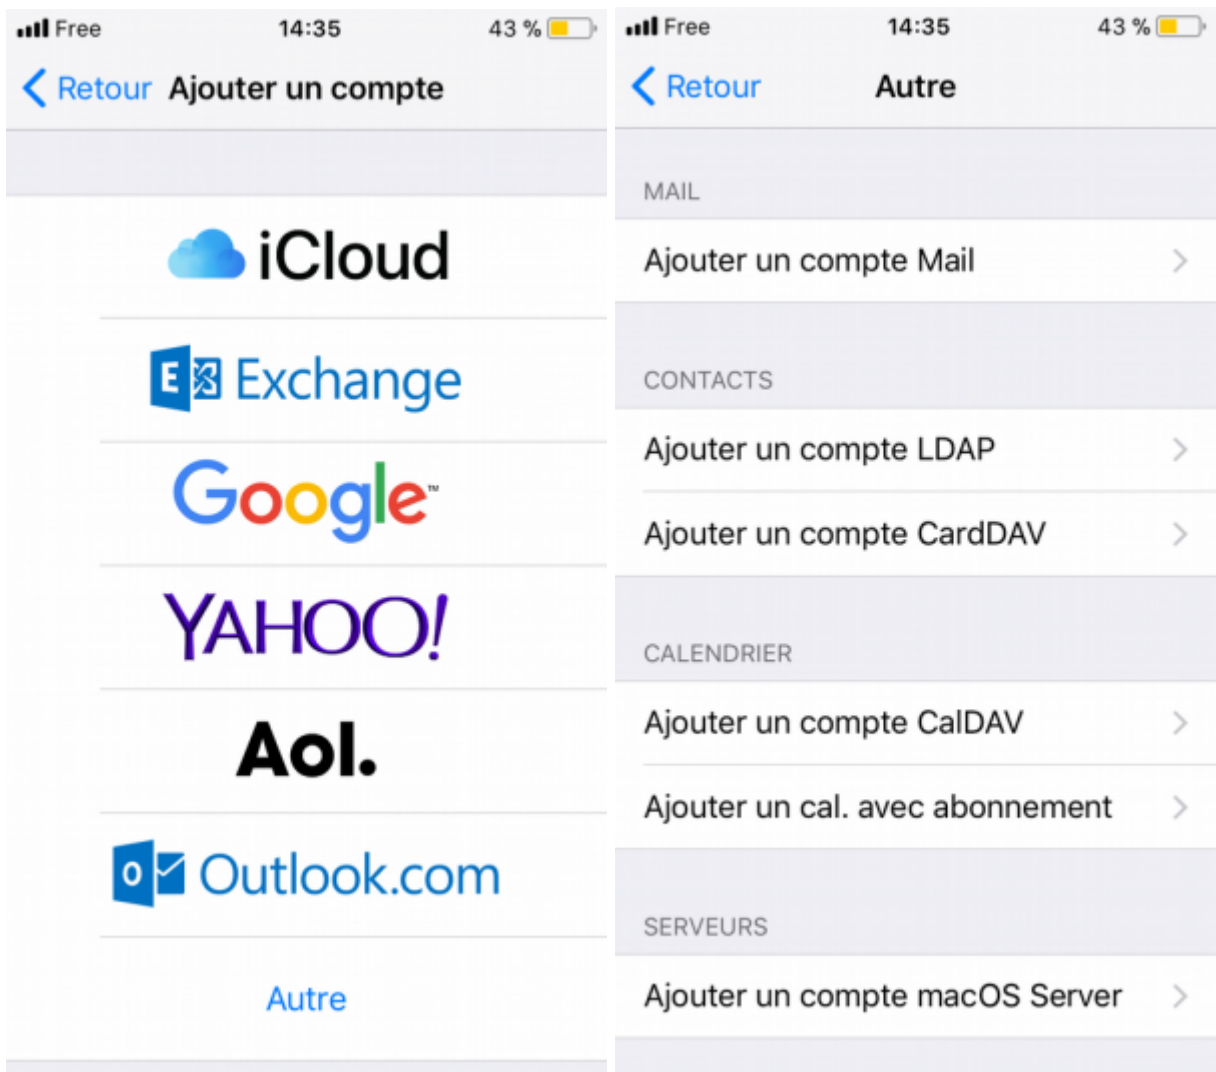 Free 14:35 43 %
Retour Ajouter un compte
iCloud
E Exchange
Google™
YAHOO!
Aol.
o Outlook.com
Autre
Free 14:35 43 %
Retour Autre
MAIL
Ajouter un compte Mail
CONTACTS
Ajouter un compte LDAP
Ajouter un compte CardDAV
CALENDRIER
Ajouter un compte CalDAV
Ajouter un cal. avec abonnement
SERVEURS
Ajouter un compte macOS Server